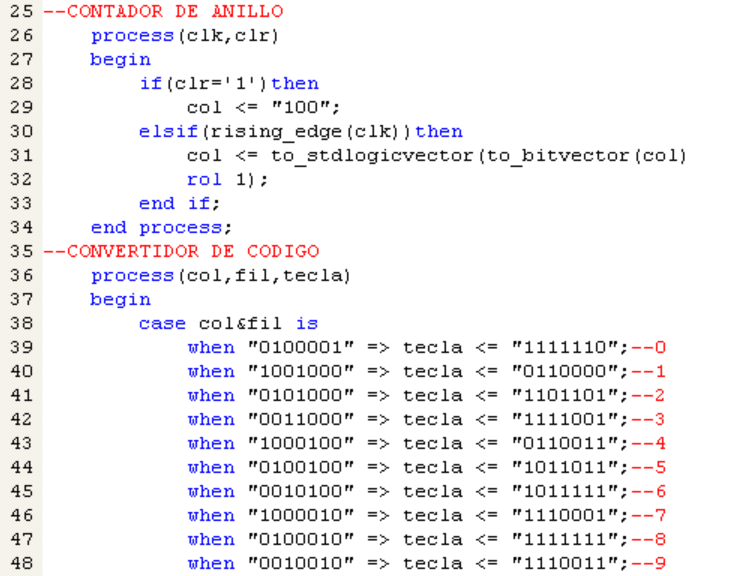 25 --CONTADOR DE ANILLO
26 process(clk,clr)
27 begin
28 if(clr='1')then
29 col <= "100";
30 elsif(rising_edge(clk))then
31 col <= to_stdlogicvector(to_bitvector(col)
32 rol 1);
33 end if;
34 end process;
35 --CONVERTIDOR DE CODIGO
36 process(col,fil,tecla)
37 begin
38 case col&fil is
39 when "0100001" => tecla <= "1111110";--0
40 when "1001000" => tecla <= "0110000";--1
41 when "0101000" => tecla <= "1101101";--2
42 when "0011000" => tecla <= "1111001";--3
43 when "1000100" => tecla <= "0110011";--4
44 when "0100100" => tecla <= "1011011";--5
45 when "0010100" => tecla <= "1011111";--6
46 when "1000010" => tecla <= "1110001";--7
47 when "0100010" => tecla <= "1111111";--8
48 when "0010010" => tecla <= "1110011";--9